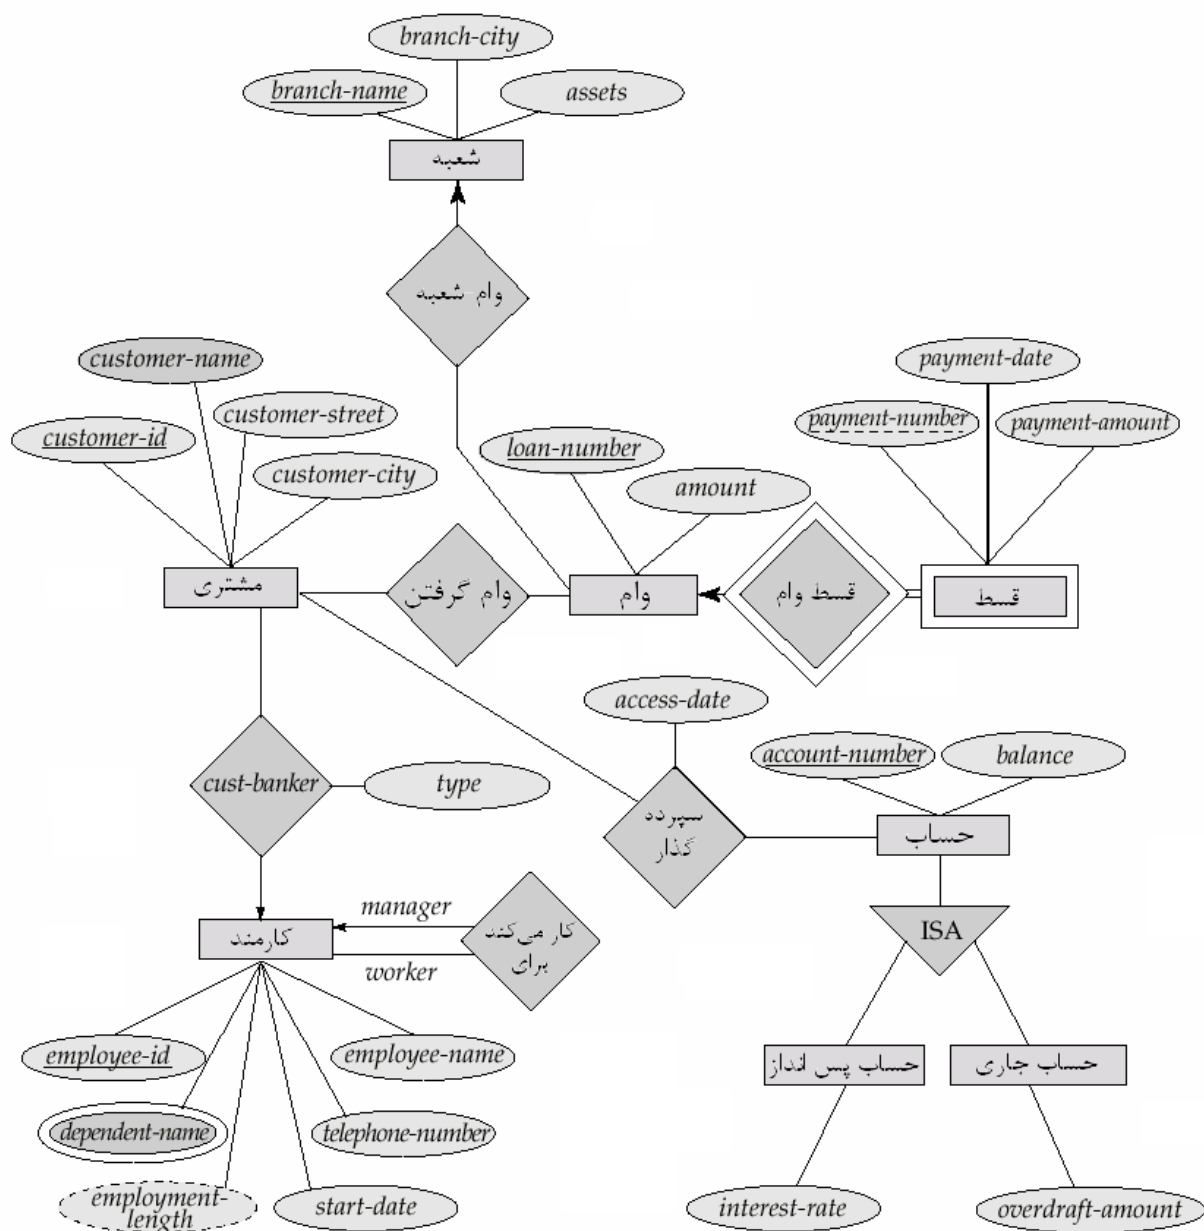 branch-city
branch-name
assets
شعبه
وام شعبه
customer-name
payment-date
customer-street
payment-number
payment-amount
customer-id
loan-number
customer-city
amount
مشتری
وام گرفتن
وام
قسط وام
قسط
access-date
account-number
balance
cust-banker
type
سپرده
گذار
حساب
manager
کارمند
کار می‌کند
برای
worker
ISA
employee-id
employee-name
حساب پس انداز
حساب جاری
dependent-name
telephone-number
employment-
length
start-date
interest-rate
overdraft-amount